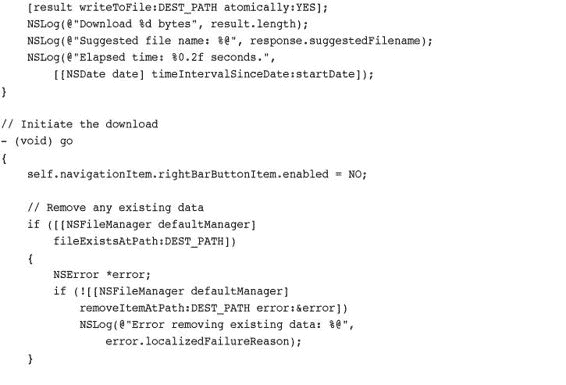 [result writeToFile:DEST_PATH atomically:YES];
    NSLog(@"Download %d bytes", result.length);
    NSLog(@"Suggested file name: %@", response.suggestedFilename);
    NSLog(@"Elapsed time: %0.2f seconds.",
        [[NSDate date] timeIntervalSinceDate:startDate]);
}

// Initiate the download
- (void) go
{
    self.navigationItem.rightBarButtonItem.enabled = NO;

    // Remove any existing data
    if ([[NSFileManager defaultManager]
        fileExistsAtPath:DEST_PATH])
    {
        NSError *error;
        if (![[NSFileManager defaultManager]
            removeItemAtPath:DEST_PATH error:&error])
            NSLog(@"Error removing existing data: %@",
                error.localizedFailureReason);
    }